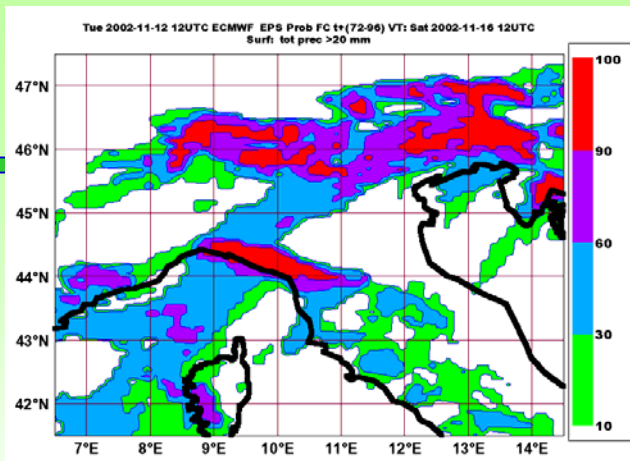 Tue 2002-11-12 12UTC ECMWF EPS Prob FC t+(72-96) VT: Sat 2002-11-16 12UTC
Surf: tot prec >20 mm
100
47°N
46°N
90
45°N
60
44°N
43°N
30
42°N
10
7°E 8°E 9°E 10°E 11°E 12°E 13°E 14°E